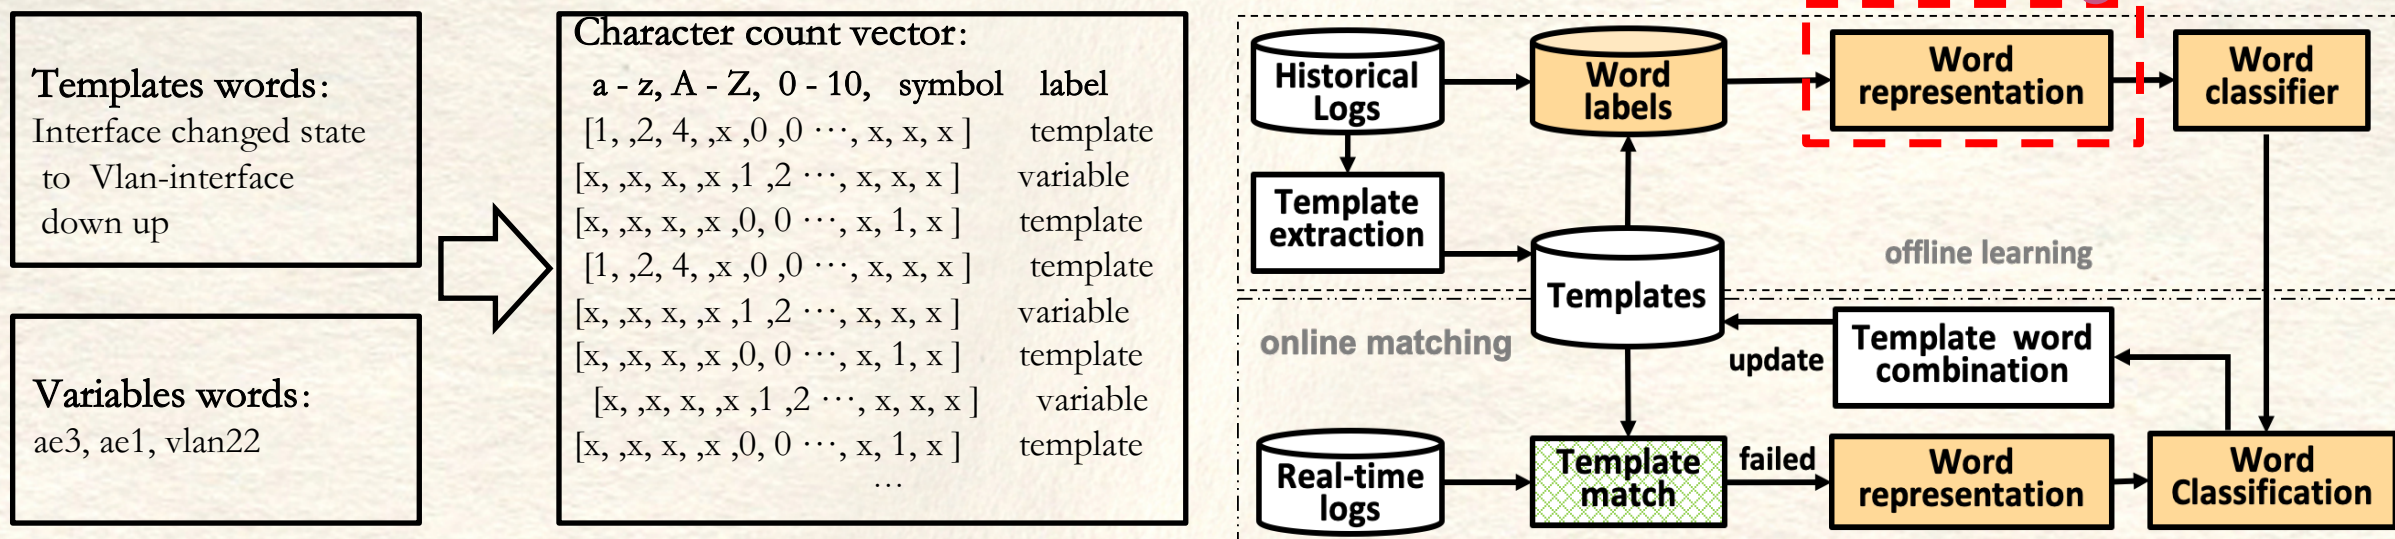 Templates words:
Interface changed state
to Vlan-interface
down up
Variables words:
ae3, ae1, vlan22
Character count vector:
a - z, A - Z, 0 - 10, symbol label
[1, ,2, 4, ,x ,0 ,0 ···, x, x, x ] template
[x, ,x, x, ,x ,1 ,2 ···, x, x, x ] variable
[x, ,x, x, ,x ,0, 0 ···, x, 1, x ] template
[1, ,2, 4, ,x ,0 ,0 ···, x, x, x ] template
[x, ,x, x, ,x ,1 ,2 ···, x, x, x ] variable
[x, ,x, x, ,x ,0, 0 ···, x, 1, x ] template
[x, ,x, x, ,x ,1 ,2 ···, x, x, x ] variable
[x, ,x, x, ,x ,0, 0 ···, x, 1, x ] template
...
Historical
Logs
Word
labels
Word
representation
Word
classifier
Template
extraction
Templates
offline learning
online matching
update
Template word
combination
Real-time
logs
Template
match
failed
Word
representation
Word
Classification